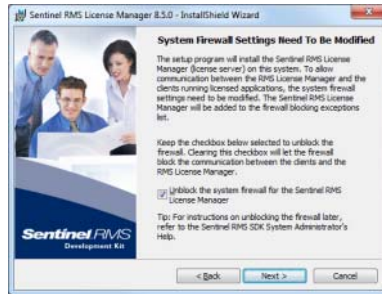 Sentinel RMS License Manager 8.5.0 - InstallShield Wizard
System Firewall Settings Need To Be Modified
The setup program will install the Sentinel RMS License
Manager (license server) on this system. To allow
communication between the RMS License Manager and the
clients running licensed applications, the system firewall
settings need to be modified. The Sentinel RMS License
Manager will be added to the firewall blocking exceptions
list.
Keep the checkbox below selected to unblock the
firewall. Clearing this checkbox will let the firewall
block the communication between the clients and the
RMS License Manager.
Unblock the system firewall for the Sentinel RMS
License Manager
Tip: For instructions on unblocking the firewall later,
refer to the Sentinel RMS SDK System Administrator's
Help.
Sentinel RMS
Development Kit
< Back
Next >
Cancel